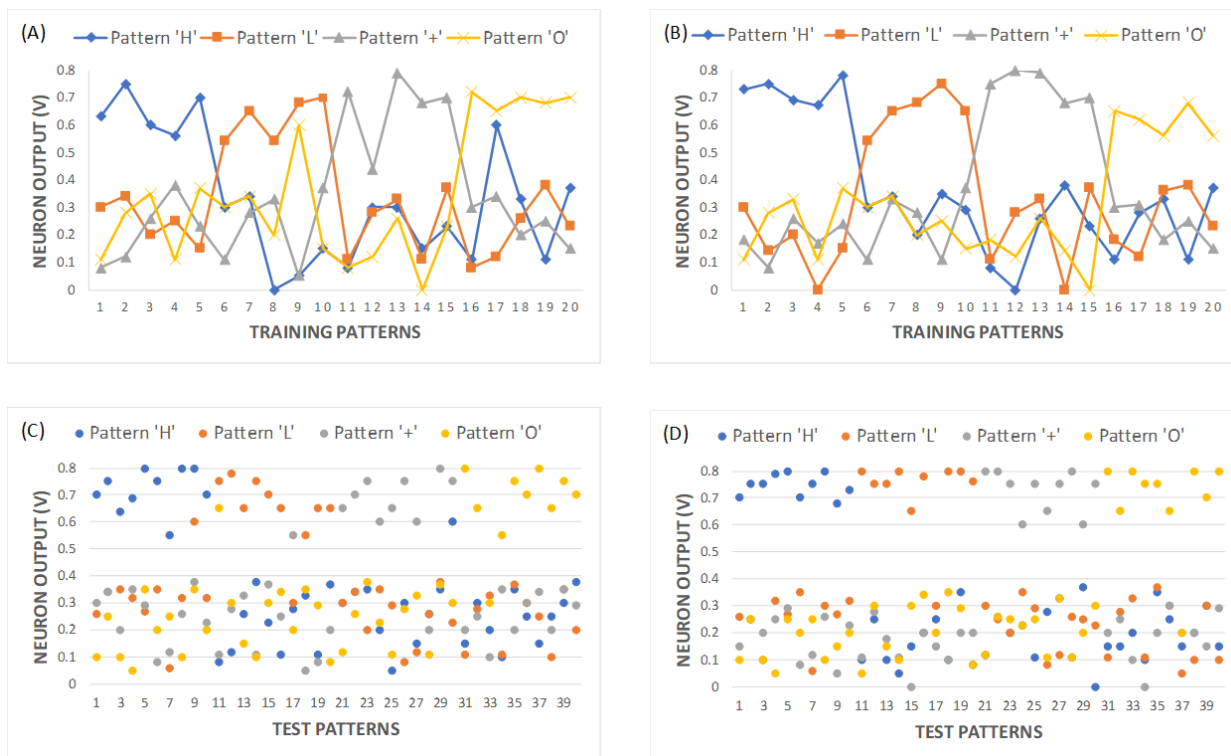 (A)
Pattern 'H' Pattern 'L' Pattern '+' Pattern 'O'
NEURON OUTPUT (V)
0.8
0.7
0.6
0.5
0.4
0.3
0.2
0.1
0
1 2 3 4 5 6 7 8 9 10 11 12 13 14 15 16 17 18 19 20
TRAINING PATTERNS
(B)
Pattern 'H' Pattern 'L' Pattern '+' Pattern 'O'
NEURON OUTPUT (V)
0.8
0.7
0.6
0.5
0.4
0.3
0.2
0.1
0
1 2 3 4 5 6 7 8 9 10 11 12 13 14 15 16 17 18 19 20
TRAINING PATTERNS
(C)
Pattern 'H' Pattern 'L' Pattern '+' Pattern 'O'
NEURON OUTPUT (V)
0.8
0.7
0.6
0.5
0.4
0.3
0.2
0.1
0
1 3 5 7 9 11 13 15 17 19 21 23 25 27 29 31 33 35 37 39
TEST PATTERNS
(D)
Pattern 'H' Pattern 'L' Pattern '+' Pattern 'O'
NEURON OUTPUT (V)
0.8
0.7
0.6
0.5
0.4
0.3
0.2
0.1
0
1 3 5 7 9 11 13 15 17 19 21 23 25 27 29 31 33 35 37 39
TEST PATTERNS